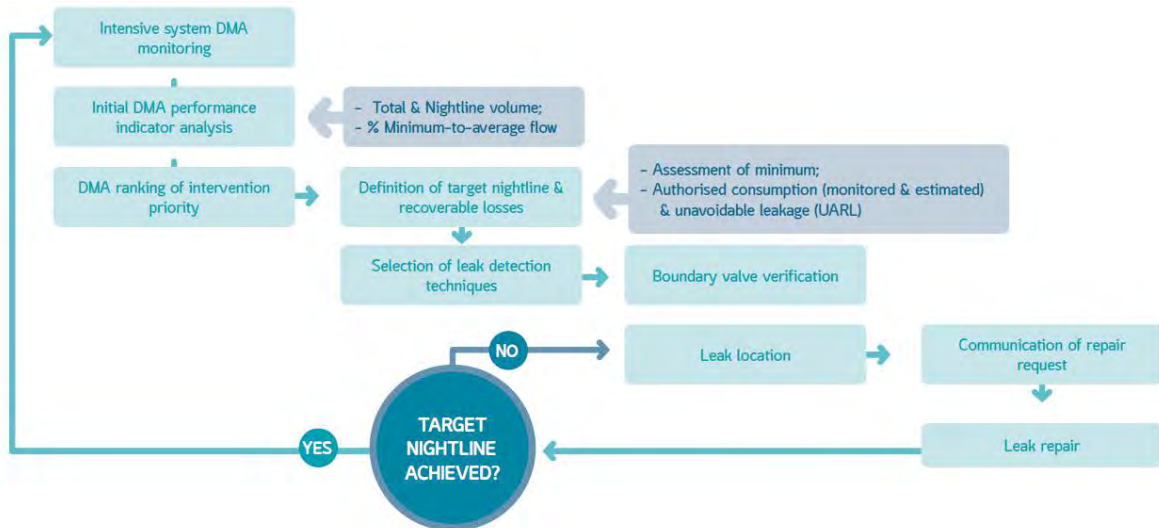 Intensive system DMA
monitoring
Initial DMA performance
indicator analysis
- Total & Nightline volume;
- % Minimum-to-average flow
DMA ranking of intervention
priority
Definition of target nightline &
recoverable losses
- Assessment of minimum;
- Authorised consumption (monitored & estimated)
& unavoidable leakage (UARL)
Selection of leak detection
techniques
Boundary valve verification
NO
Leak location
Communication of repair
request
TARGET
NIGHTLINE
ACHIEVED?
YES
Leak repair